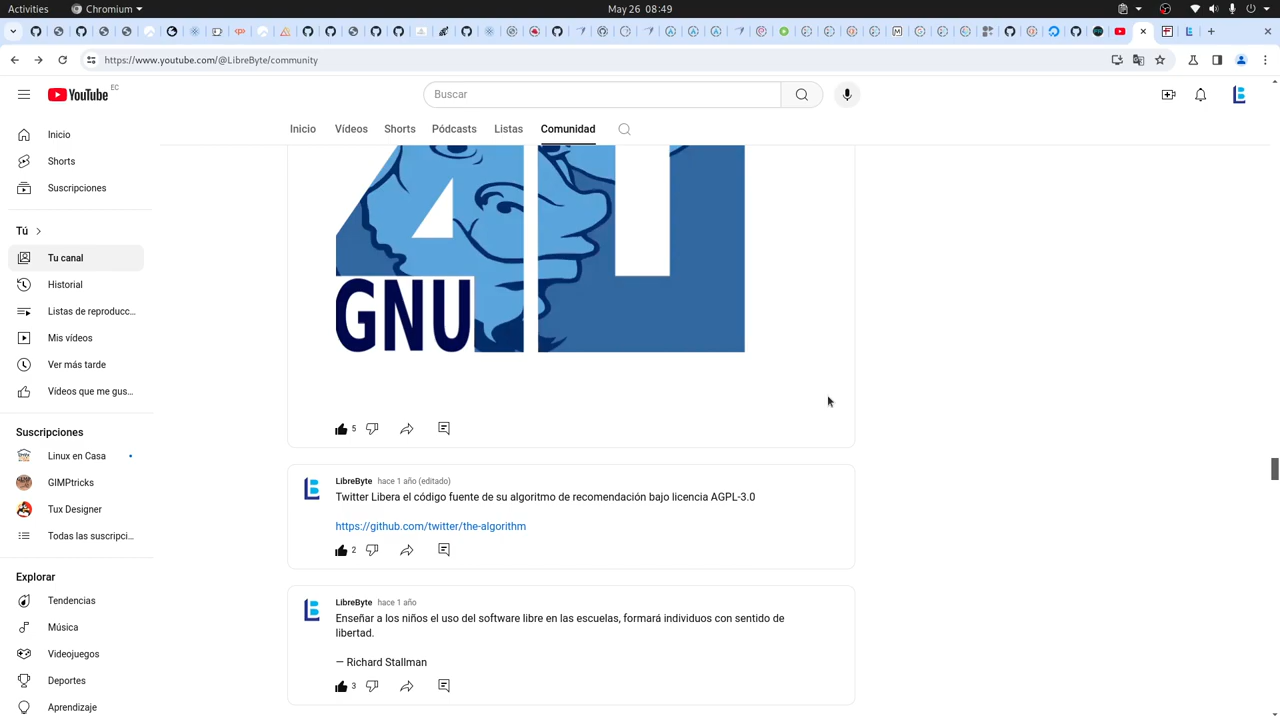 Activities
Chromium
May 26 08:49
https://www.youtube.com/@LibreByte/community
YouTube
EC
Buscar
Inicio
Vídeos
Shorts
Pódcasts
Listas
Comunidad
Inicio
Shorts
Suscripciones
Tú
Tu canal
Historial
Listas de reproducc...
Mis vídeos
Ver más tarde
Vídeos que me gus...
Suscripciones
Linux en Casa
GIMPtricks
Tux Designer
Todas las suscripci...
Explorar
Tendencias
Música
Videojuegos
Deportes
Aprendizaje
GNU
5
LibreByte hace 1 año (editado)
Twitter Libera el código fuente de su algoritmo de recomendación bajo licencia AGPL-3.0
https://github.com/twitter/the-algorithm
2
LibreByte hace 1 año
Enseñar a los niños el uso del software libre en las escuelas, formará individuos con sentido de
libertad.
— Richard Stallman
3